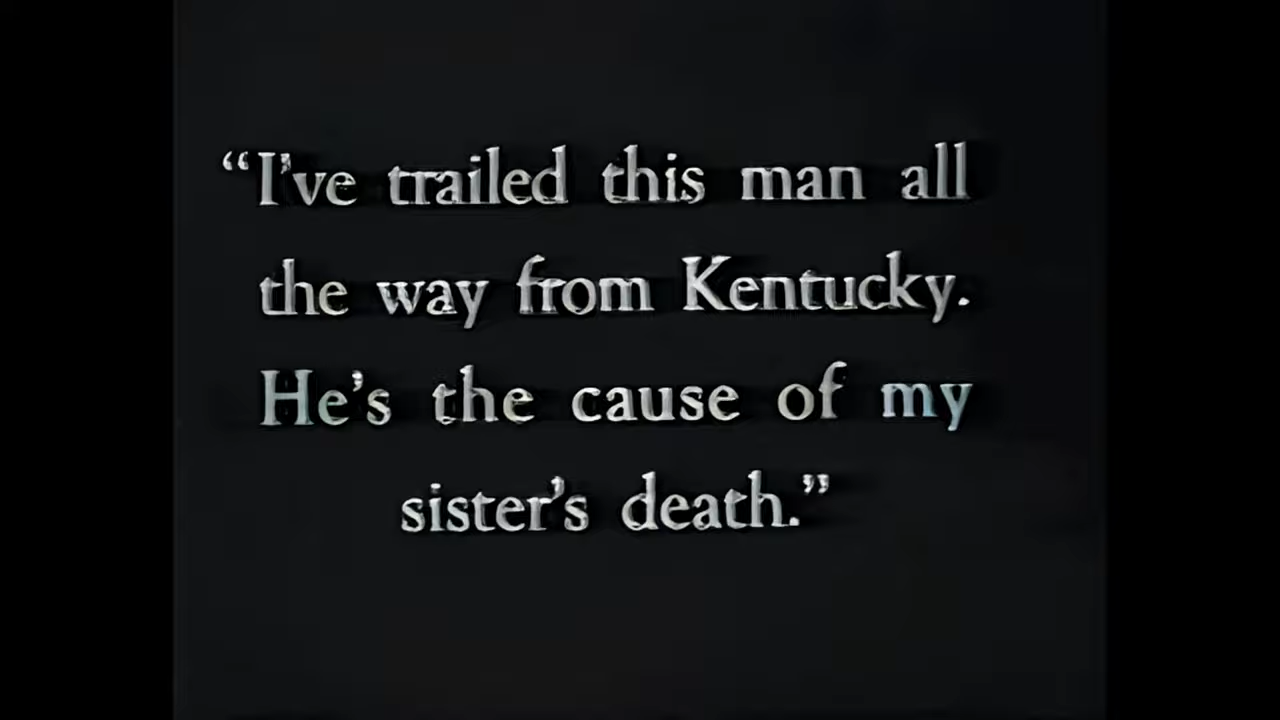 “I’ve trailed this man all
the way from Kentucky.
He’s the cause of my
sister’s death.”